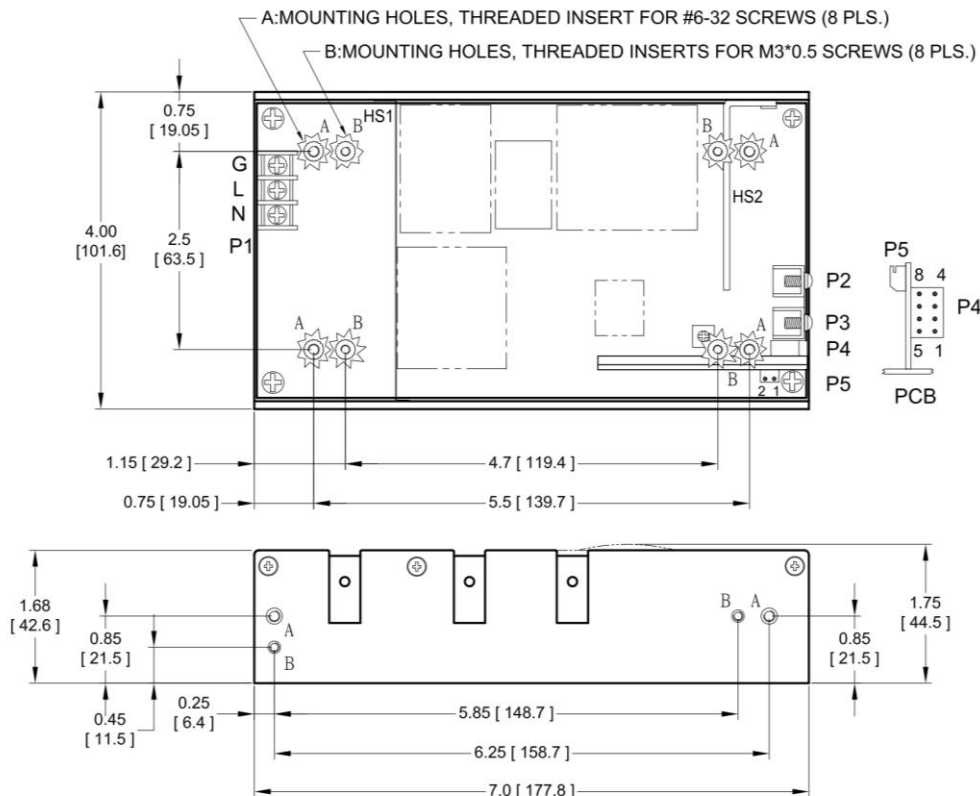 A:MOUNTING HOLES, THREADED INSERT FOR #6-32 SCREWS (8 PLS.)
B:MOUNTING HOLES, THREADED INSERTS FOR M3*0.5 SCREWS (8 PLS.)
0.75
[ 19.05 ]
HS1
A B
B
A
G
L
N
P1
HS2
4.00
[101.6]
2.5
[ 63.5 ]
P5
8 4
P2
P4
P3
A B
A
P4
5 1
B
P5
2 1
PCB
1.15 [ 29.2 ]
4.7 [ 119.4 ]
0.75 [ 19.05 ]
5.5 [ 139.7 ]
1.68
[ 42.6 ]
0.85
[ 21.5 ]
A
B
B A
1.75
[ 44.5 ]
0.85
[ 21.5 ]
0.25
[ 6.4 ]
0.45
[ 11.5 ]
5.85 [ 148.7 ]
6.25 [ 158.7 ]
7.0 [ 177.8 ]